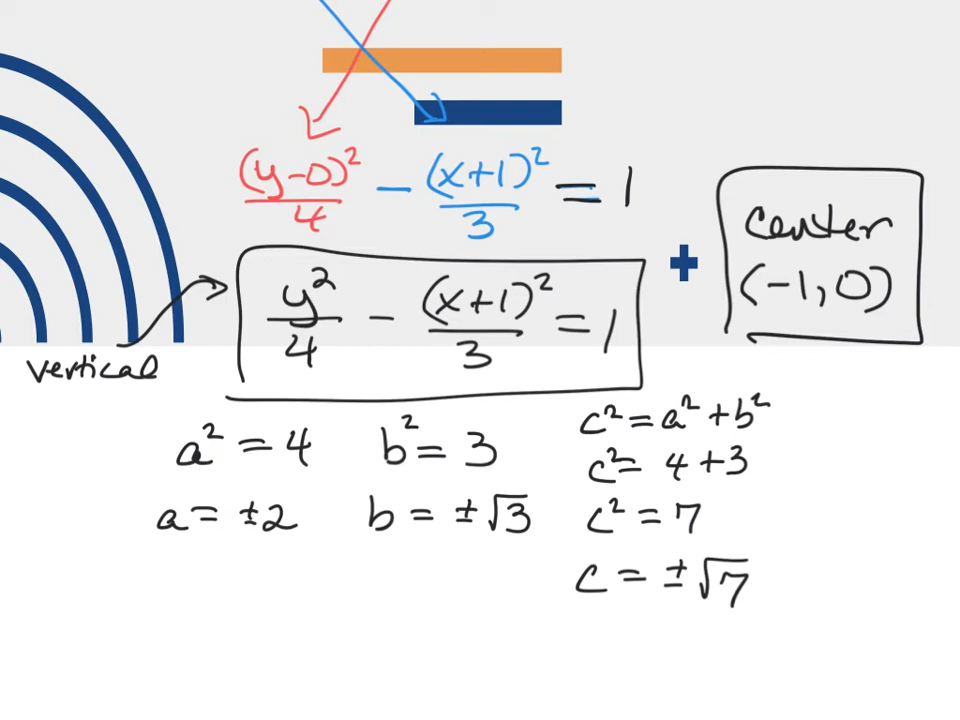 (y-0)²/4 - (x+1)²/3 = 1
y²/4 - (x+1)²/3 = 1
+
center
(-1,0)
vertical
a² = 4
a = ±2
b² = 3
b = ±√3
c² = a² + b²
c² = 4 + 3
c² = 7
c = ±√7